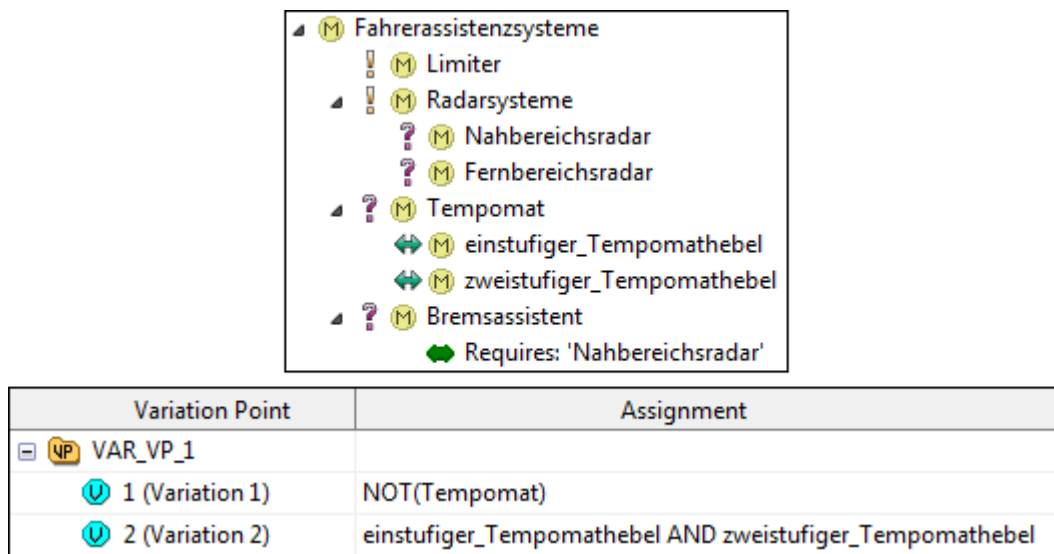 Fahrerassistenzsysteme
Limiter
Radarsysteme
Nahbereichsradar
Fernbereichsradar
Tempomat
einstufiger_Tempomathebel
zweistufiger_Tempomathebel
Bremsassistent
Requires: 'Nahbereichsradar'
Variation Point Assignment
VAR_VP_1
1 (Variation 1) NOT(Tempomat)
2 (Variation 2) einstufiger_Tempomathebel AND zweistufiger_Tempomathebel